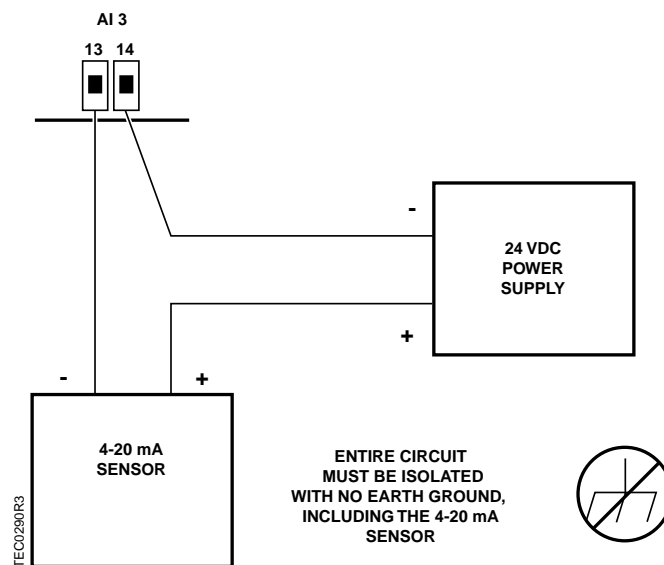 AI 3
13 14
-
24 VDC
POWER
SUPPLY
+
- +
4-20 mA
SENSOR
ENTIRE CIRCUIT
MUST BE ISOLATED
WITH NO EARTH GROUND,
INCLUDING THE 4-20 mA
SENSOR
TEC0290R3